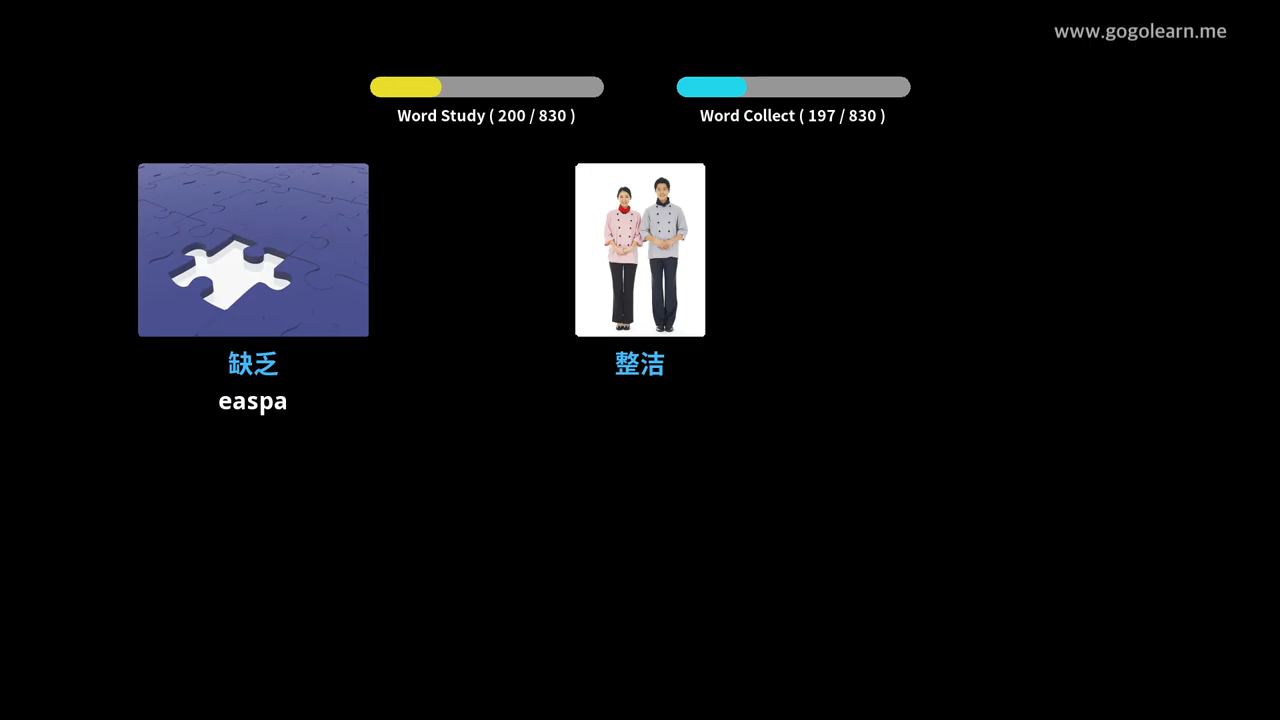 www.gogolearn.me
Word Study ( 200 / 830 )
Word Collect ( 197 / 830 )
缺乏
整洁
easpa